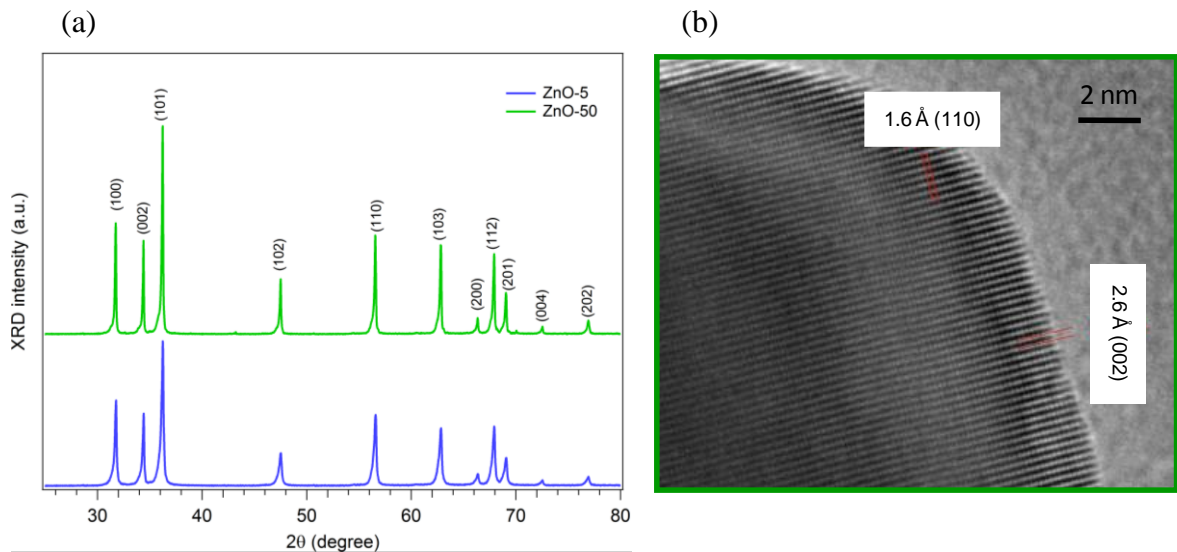 (a)
(b)
ZnO-5
ZnO-50
(100)
(002)
(101)
(102)
(110)
(103)
(200)
(112)
(201)
(004)
(202)
XRD intensity (a.u.)
30 40 50 60 70 80
2θ (degree)
1.6 Å (110)
2 nm
2.6 Å (002)